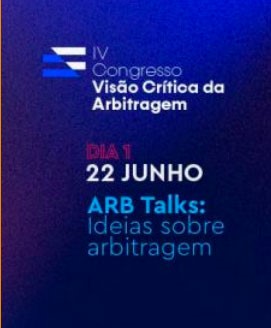 IV
Congresso
Visão Crítica da
Arbitragem
DIA 1
22 JUNHO
ARB Talks:
Ideias sobre
arbitragem